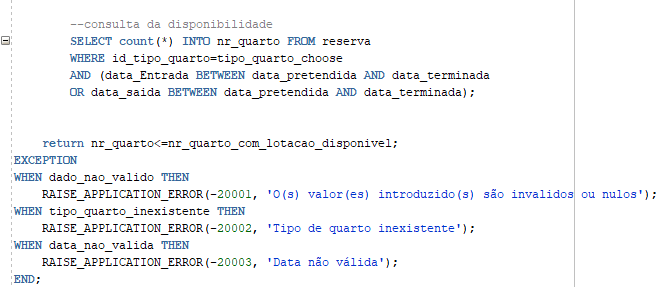 --consulta da disponibilidade
SELECT count(*) INTO nr_quarto FROM reserva
WHERE id_tipo_quarto=tipo_quarto_choose
AND (data_Entrada BETWEEN data_pretendida AND data_terminada
OR data_saida BETWEEN data_pretendida AND data_terminada);
return nr_quarto<=nr_quarto_com_lotacao_disponivel;
EXCEPTION
WHEN dado_nao_valido THEN
RAISE_APPLICATION_ERROR(-20001, 'O(s) valor(es) introduzido(s) são invalidos ou nulos');
WHEN tipo_quarto_inexistente THEN
RAISE_APPLICATION_ERROR(-20002, 'Tipo de quarto inexistente');
WHEN data_nao_valida THEN
RAISE_APPLICATION_ERROR(-20003, 'Data não válida');
END;